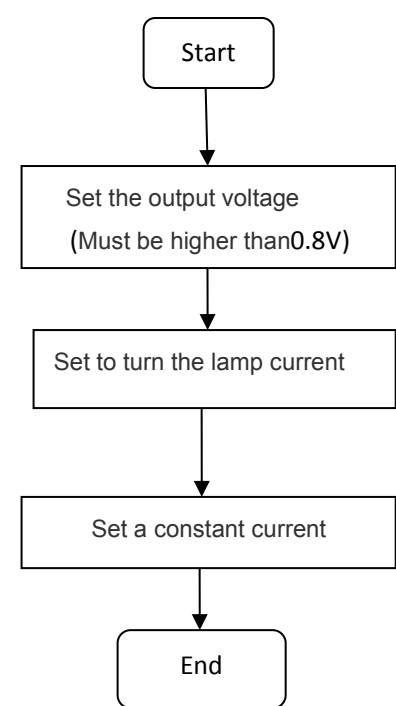 Start
Set the output voltage
(Must be higher than0.8V)
Set to turn the lamp current
Set a constant current
End